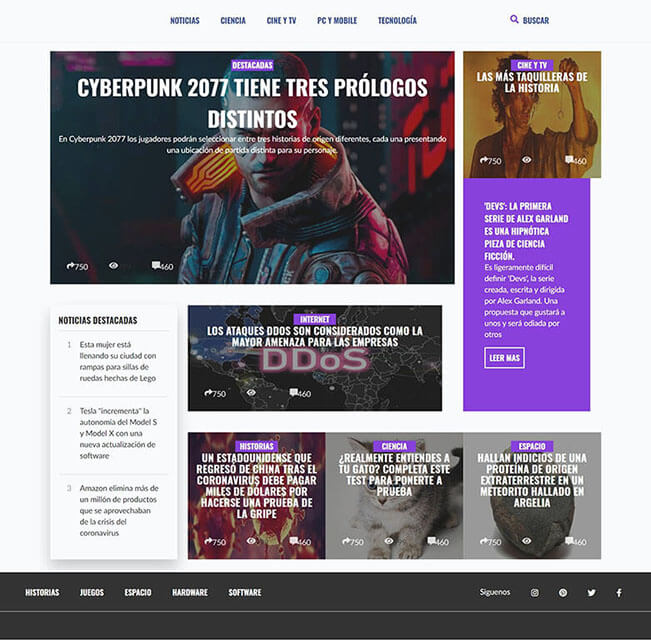 NOTICIAS CIENCIA CINE Y TV PC Y MOBILE TECNOLOGÍA BUSCAR
DESTACADAS
CYBERPUNK 2077 TIENE TRES PRÓLOGOS
DISTINTOS
En Cyberpunk 2077 los jugadores podrán seleccionar entre tres historias de origen diferentes, cada una presentando
una ubicación de partida distinta para su personaje.
750 460
CINE Y TV
LAS MÁS TAQUILLERAS DE
LA HISTORIA
750 460
'DEVS': LA PRIMERA
SERIE DE ALEX GARLAND
ES UNA HIPNÓTICA
PIEZA DE CIENCIA
FICCIÓN.
Es ligeramente difícil
definir 'Devs', la serie
creada, escrita y dirigida
por Alex Garland. Una
propuesta que gustará a
unos y será odiada por
otros
LEER MAS
NOTICIAS DESTACADAS
1 Esta mujer está
llenando su ciudad con
rampas para sillas de
ruedas hechas de Lego
2 Tesla "incrementa" la
autonomía del Model S
y Model X con una
nueva actualización de
software
3 Amazon elimina más de
un millón de productos
que se aprovechaban
de la crisis del
coronavirus
INTERNET
LOS ATAQUES DDOS SON CONSIDERADOS COMO LA
MAYOR AMENAZA PARA LAS EMPRESAS
DDoS
750 460
HISTORIAS
UN ESTADOUNIDENSE QUE
REGRESÓ DE CHINA TRAS EL
CORONAVIRUS DEBE PAGAR
MILES DE DÓLARES POR
HACERSE UNA PRUEBA DE
LA GRIPE
750 460
CIENCIA
¿REALMENTE ENTIENDES A
TU GATO? COMPLETA ESTE
TEST PARA PONERTE A
PRUEBA
750 460
ESPACIO
HALLAN INDICIOS DE UNA
PROTEÍNA DE ORIGEN
EXTRATERRESTRE EN UN
METEORITO HALLADO EN
ARGELIA
750 460
HISTORIAS JUEGOS ESPACIO HARDWARE SOFTWARE Siguenos